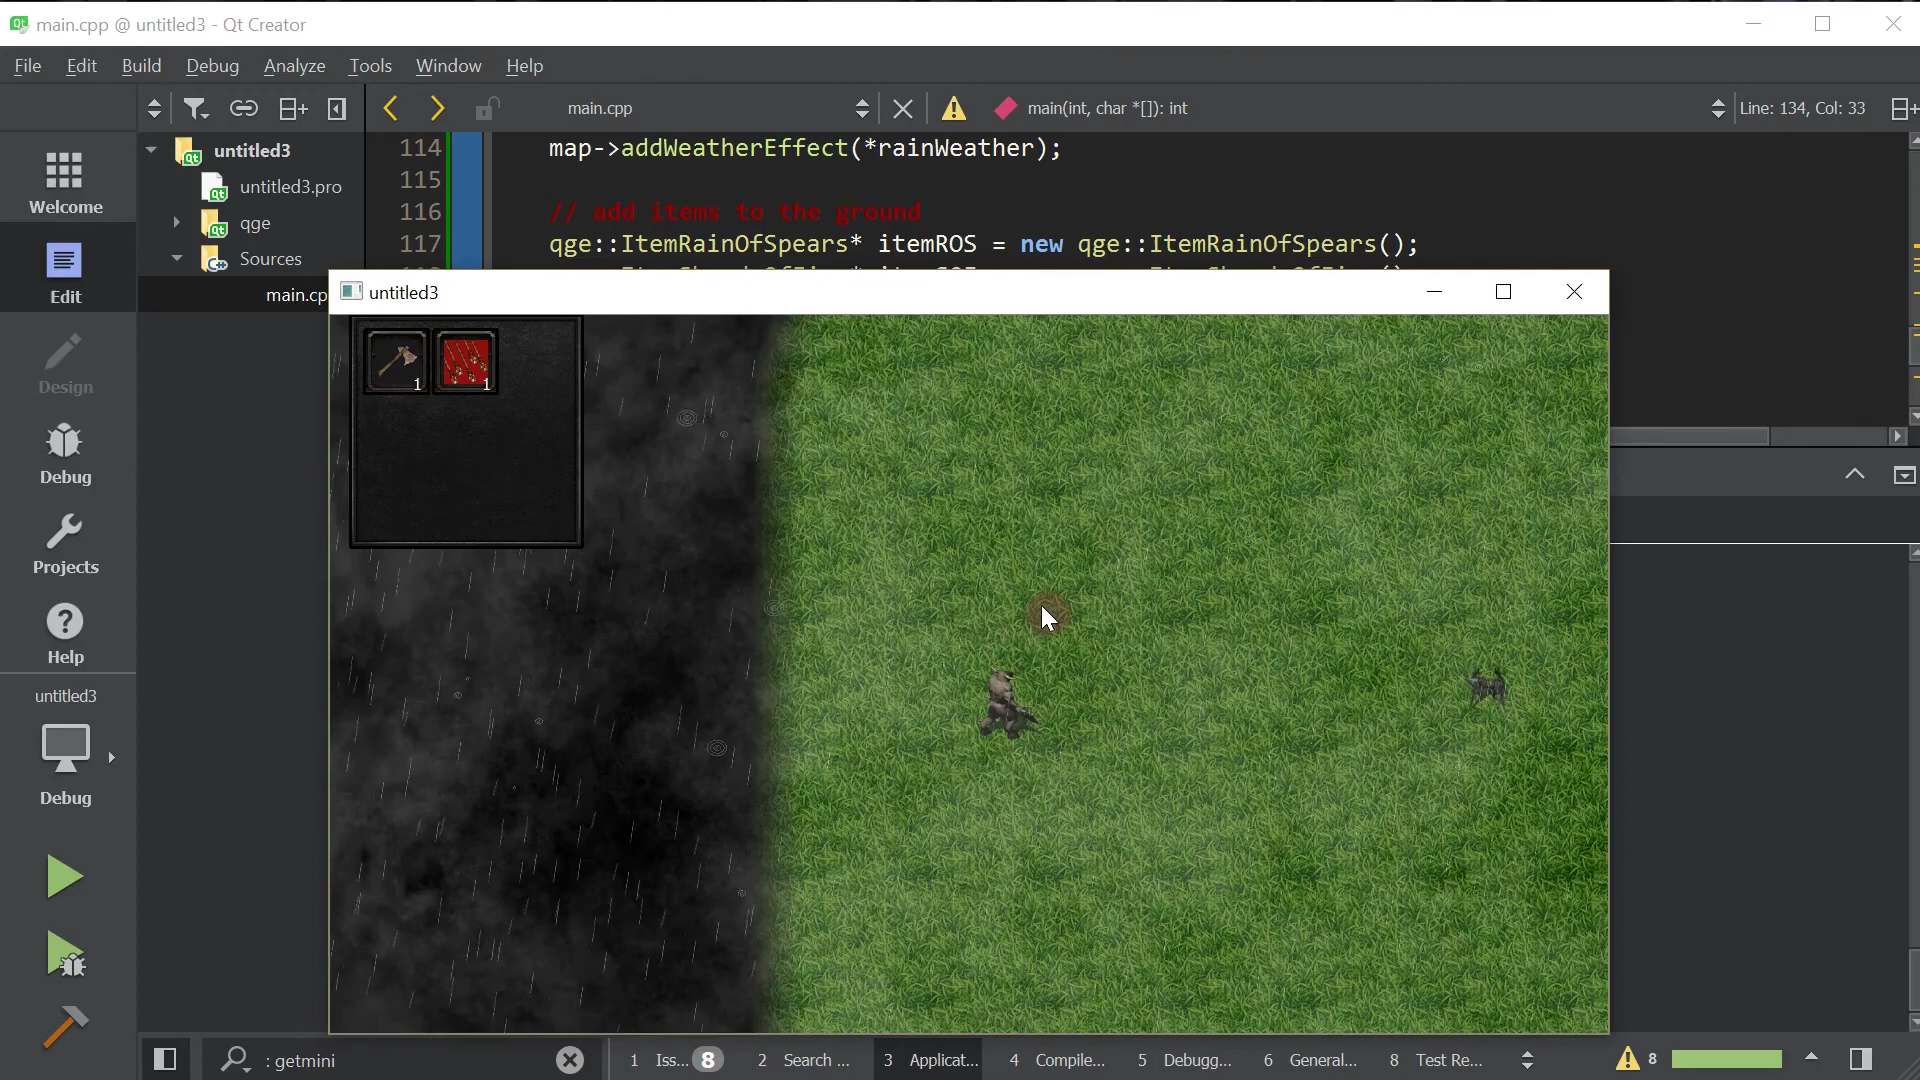 main.cpp @ untitled3 - Qt Creator
File Edit Build Debug Analyze Tools Window Help
main.cpp
main(int, char *[]): int
Line: 134, Col: 33
Welcome
Edit
Design
Debug
Projects
Help
untitled3
Debug
untitled3
untitled3.pro
qge
Sources
main.cp
114 map->addWeatherEffect(*rainWeather);
115
116 // add items to the ground
117 qge::ItemRainOfSpears* itemROS = new qge::ItemRainOfSpears();
untitled3
1 1
: getmini
1 Iss... 8 2 Search ... 3 Applicat... 4 Compile... 5 Debugg... 6 General... 8 Test Re...
8